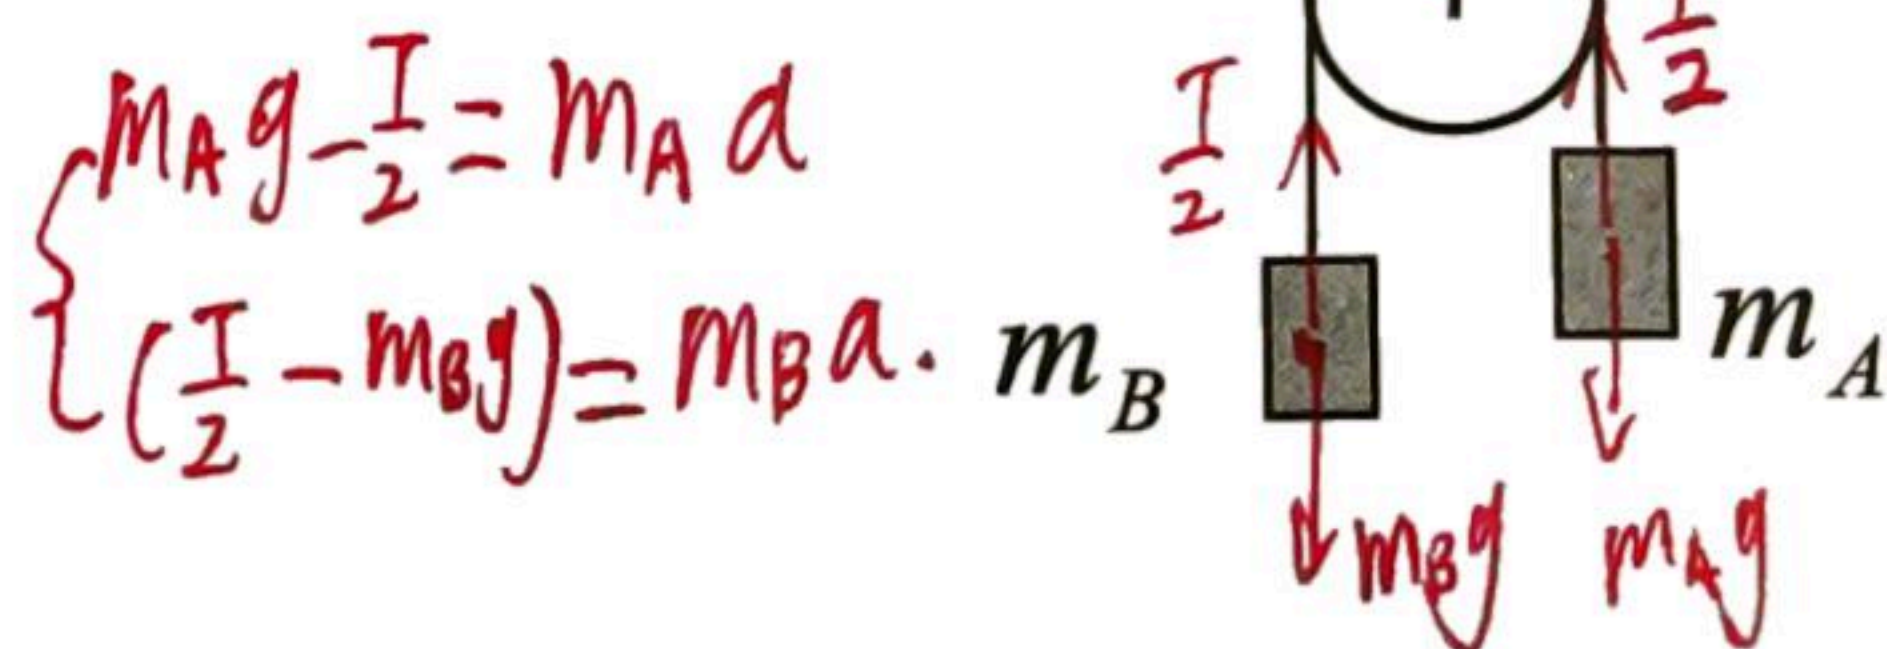 m_A g - I/2 = m_A a
(I/2 - m_B g) = m_B a.
I/2
I/2
m_B
m_A
m_B g
m_A g